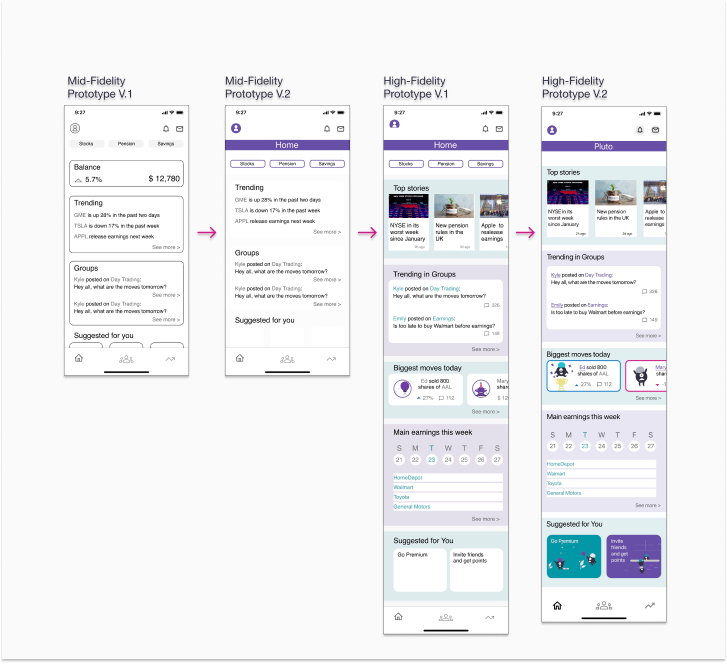 Mid-Fidelity
Prototype V.1
9:27
Stocks
Pension
Savings
Balance
5.7%
$ 12,780
Trending
GME is up 28% in the past two days
TSLA is down 17% in the past week
APPL release earnings next week
See more >
Groups
Kyle posted on Day Trading:
Hey all, what are the moves tomorrow?
See more >
Kyle posted on Day Trading:
Hey all, what are the moves tomorrow?
See more >
Suggested for you
Mid-Fidelity
Prototype V.2
9:27
Home
Stocks
Pension
Savings
Trending
GME is up 28% in the past two days
TSLA is down 17% in the past week
APPL release earnings next week
See more >
Groups
Kyle posted on Day Trading:
Hey all, what are the moves tomorrow?
See more >
Kyle posted on Day Trading:
Hey all, what are the moves tomorrow?
See more >
Suggested for you
High-Fidelity
Prototype V.1
9:27
Home
Stocks
Pension
Savings
Top stories
NYSE in its
worst week
since January
2h ago
New pension
rules in the
UK
Apple to
realease
earnings
Trending in Groups
Kyle posted on Day Trading:
Hey all, what are the moves tomorrow?
326
Emily posted on Earnings:
Is too late to buy Walmart before earnings?
149
See more >
Biggest moves today
Ed sold 800
shares of AAL
27%
112
Mary
$ 12
See more >
Main earnings this week
S M T W T F S
21 22 23 24 25 26 27
HomeDepot
Walmart
Toyota
General Motors
See more >
Suggested for You
Go Premium
Invite friends
and get points
High-Fidelity
Prototype V.2
9:27
Pluto
Top stories
NYSE in its
worst week
since January
2h ago
New pension
rules in the
UK
Apple to
realease
earnings
Trending in Groups
Kyle posted on Day Trading:
Hey all, what are the moves tomorrow?
326
Emily posted on Earnings:
Is too late to buy Walmart before earnings?
149
See more >
Biggest moves today
Ed sold 800
shares of AAL
27%
112
Mary
See more >
Main earnings this week
S M T W T F S
21 22 23 24 25 26 27
HomeDepot
Walmart
Toyota
General Motors
See more >
Suggested for You
Go Premium
Invite
friends
and get
points